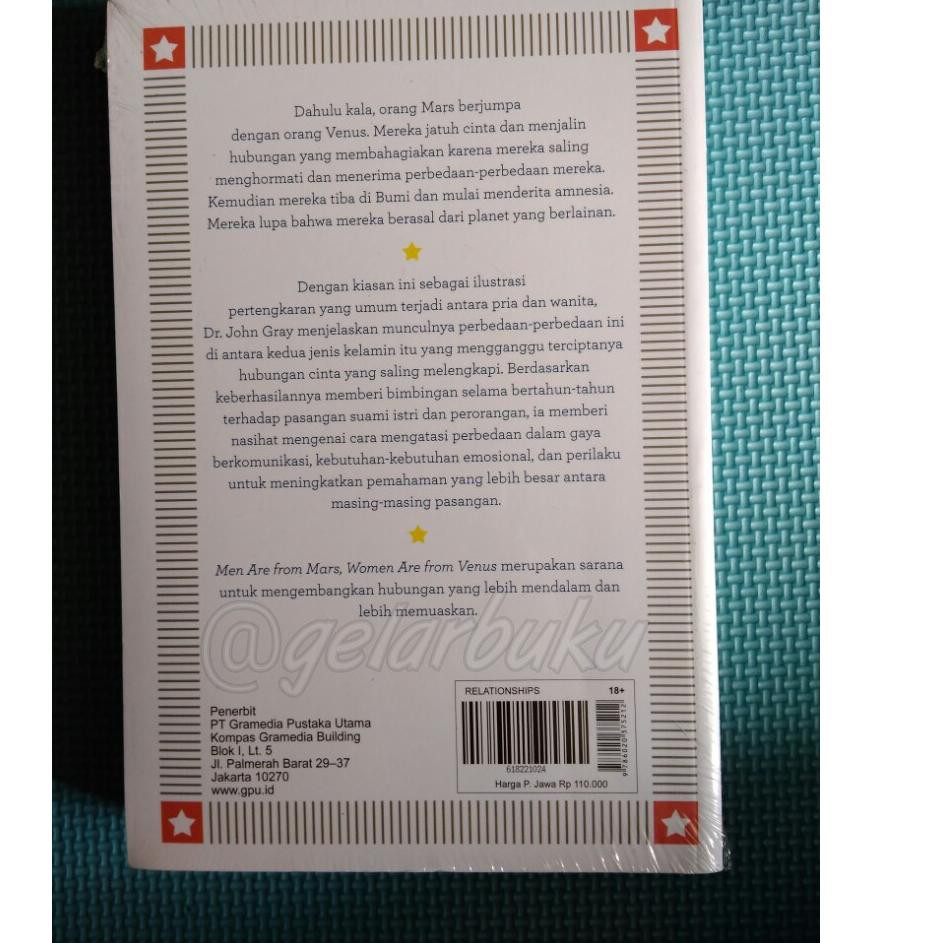 Dahulu kala, orang Mars berjumpa
dengan orang Venus. Mereka jatuh cinta dan menjalin
hubungan yang membahagiakan karena mereka saling
menghormati dan menerima perbedaan-perbedaan mereka.
Kemudian mereka tiba di Bumi dan mulai menderita amnesia.
Mereka lupa bahwa mereka berasal dari planet yang berlainan.
Dengan kiasan ini sebagai ilustrasi
pertengkaran yang umum terjadi antara pria dan wanita,
Dr. John Gray menjelaskan munculnya perbedaan-perbedaan ini
di antara kedua jenis kelamin itu yang mengganggu terciptanya
hubungan cinta yang saling melengkapi. Berdasarkan
keberhasilannya memberi bimbingan selama bertahun-tahun
terhadap pasangan suami istri dan perorangan, ia memberi
nasihat mengenai cara mengatasi perbedaan dalam gaya
berkomunikasi, kebutuhan-kebutuhan emosional, dan perilaku
untuk meningkatkan pemahaman yang lebih besar antara
masing-masing pasangan.
Men Are from Mars, Women Are from Venus merupakan sarana
untuk mengembangkan hubungan yang lebih mendalam dan
lebih memuaskan.
@gelarbuku
Penerbit
PT Gramedia Pustaka Utama
Kompas Gramedia Building
Blok I, Lt. 5
Jl. Palmerah Barat 29–37
Jakarta 10270
www.gpu.id
RELATIONSHIPS 18+
618221024
9 786020 575212
Harga P. Jawa Rp 110.000